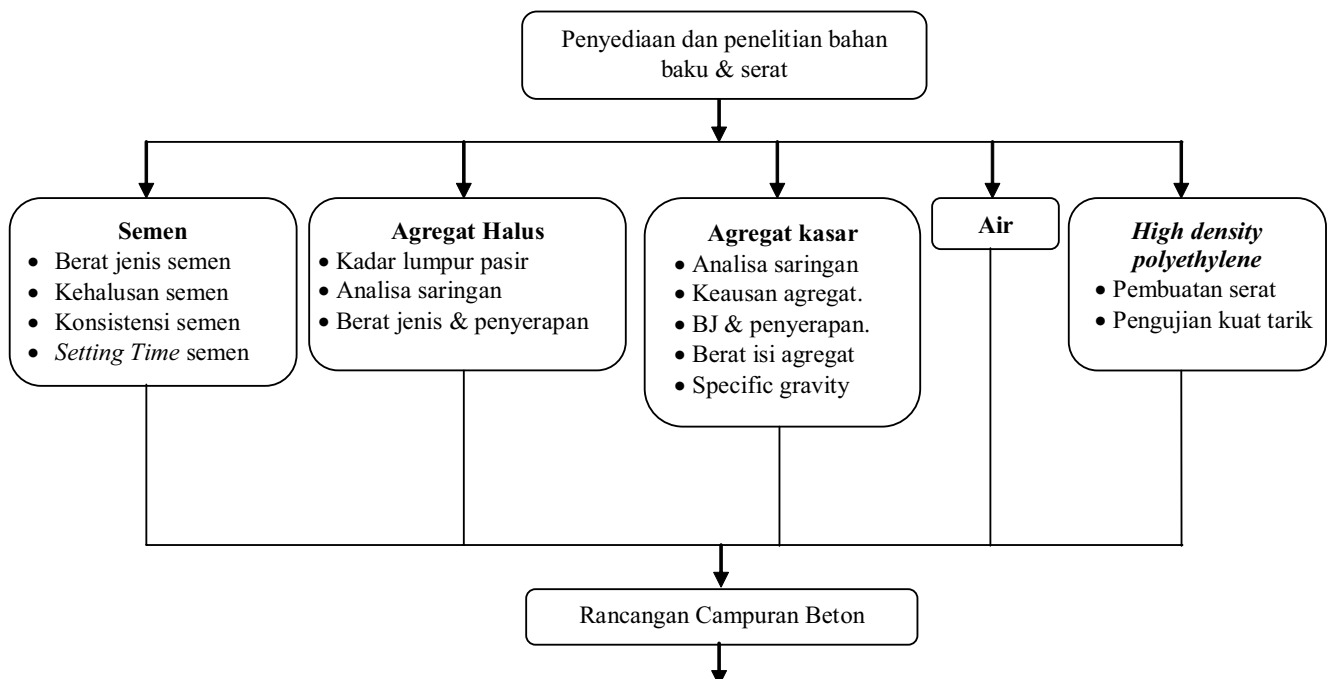 Penyediaan dan penelitian bahan
baku & serat
Semen
• Berat jenis semen
• Kehalusan semen
• Konsistensi semen
• Setting Time semen
Agregat Halus
• Kadar lumpur pasir
• Analisa saringan
• Berat jenis & penyerapan
Agregat kasar
• Analisa saringan
• Keausan agregat.
• BJ & penyerapan.
• Berat isi agregat
• Specific gravity
Air
High density
polyethylene
• Pembuatan serat
• Pengujian kuat tarik
Rancangan Campuran Beton